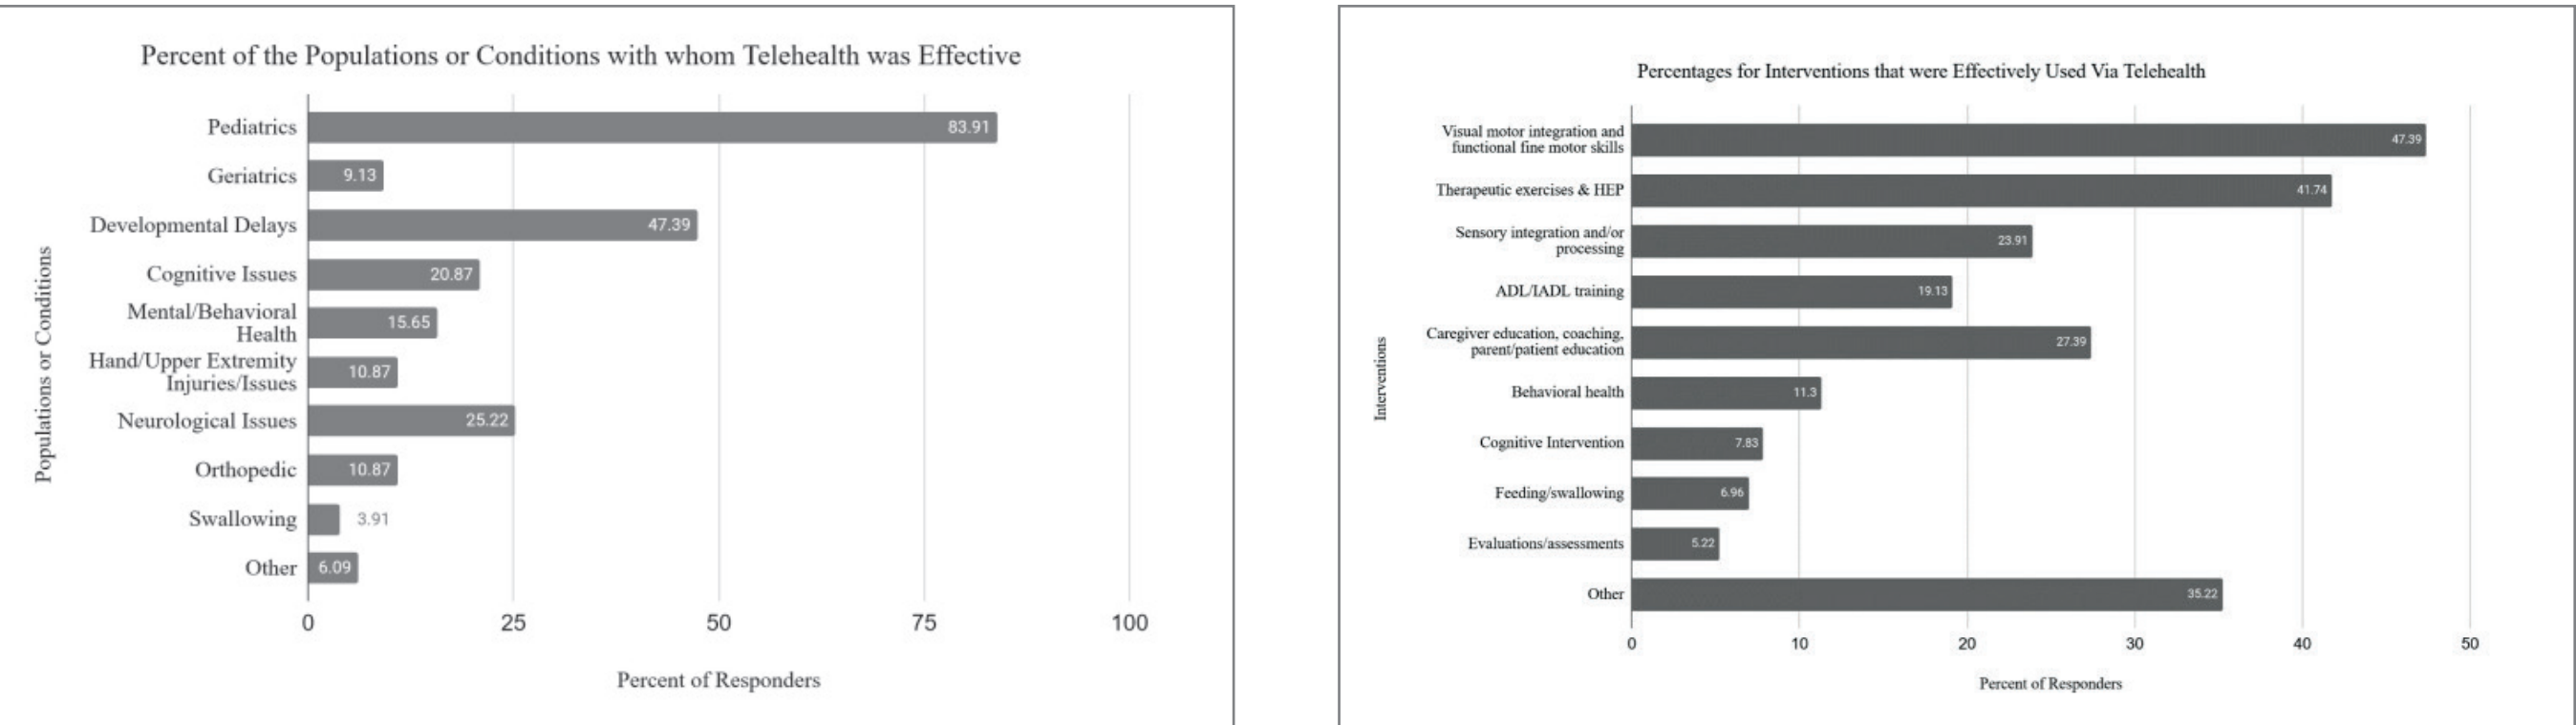 Percent of the Populations or Conditions with whom Telehealth was Effective
Populations or Conditions
Pediatrics
83.91
Geriatrics
9.13
Developmental Delays
47.39
Cognitive Issues
20.87
Mental/Behavioral
Health
15.65
Hand/Upper Extremity
Injuries/Issues
10.87
Neurological Issues
25.22
Orthopedic
10.87
Swallowing
3.91
Other
6.09
0 25 50 75 100
Percent of Responders
Percentages for Interventions that were Effectively Used Via Telehealth
Interventions
Visual motor integration and
functional fine motor skills
47.39
Therapeutic exercises & HEP
41.74
Sensory integration and/or
processing
23.91
ADL/IADL training
19.13
Caregiver education, coaching,
parent/patient education
27.39
Behavioral health
11.3
Cognitive Intervention
7.83
Feeding/swallowing
6.96
Evaluations/assessments
5.22
Other
35.22
0 10 20 30 40 50
Percent of Responders